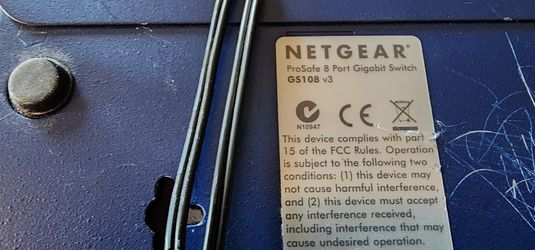 NETGEAR®
ProSafe 8 Port Gigabit Switch
GS108 v3
N10947
CE
This device complies with part
15 of the FCC Rules. Operation
is subject to the following two
conditions: (1) this device may
not cause harmful interference,
and (2) this device must accept
any interference received,
including interference that
may cause undesired operation.